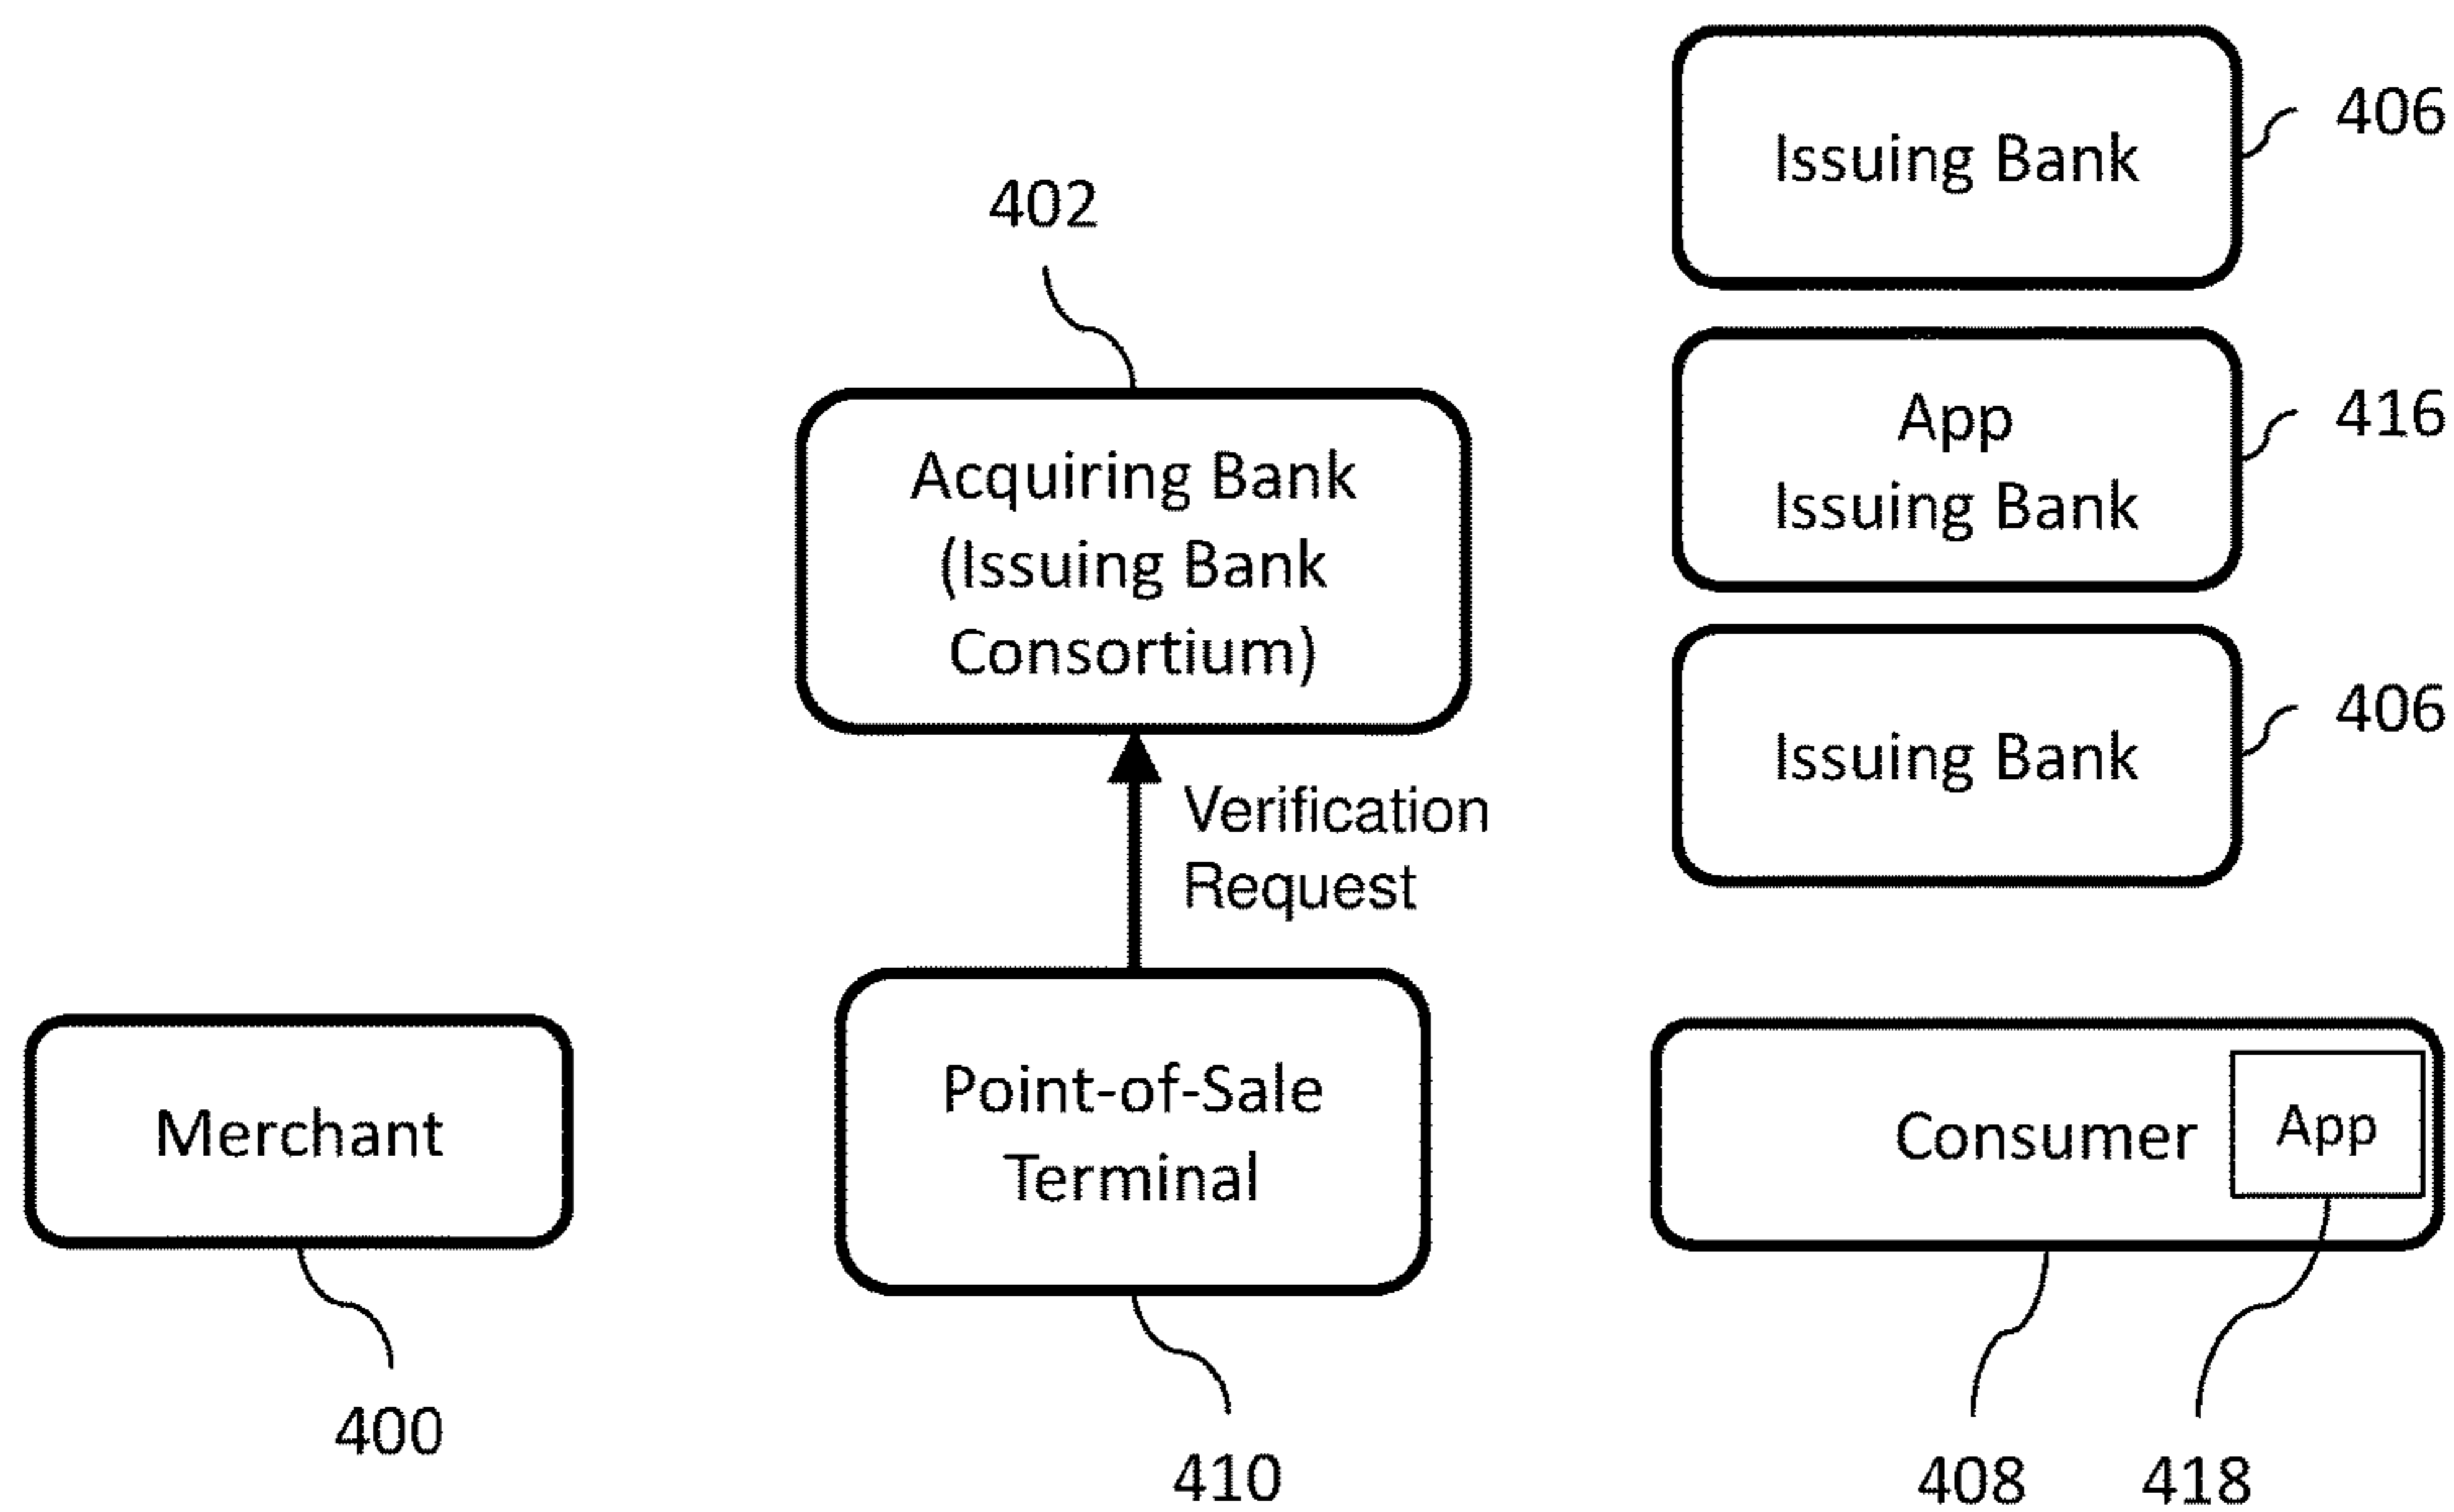 Issuing Bank
406
402
App
Issuing Bank
416
Acquiring Bank
(Issuing Bank
Consortium)
Issuing Bank
406
Verification
Request
Merchant
400
Point-of-Sale
Terminal
410
Consumer
App
408
418